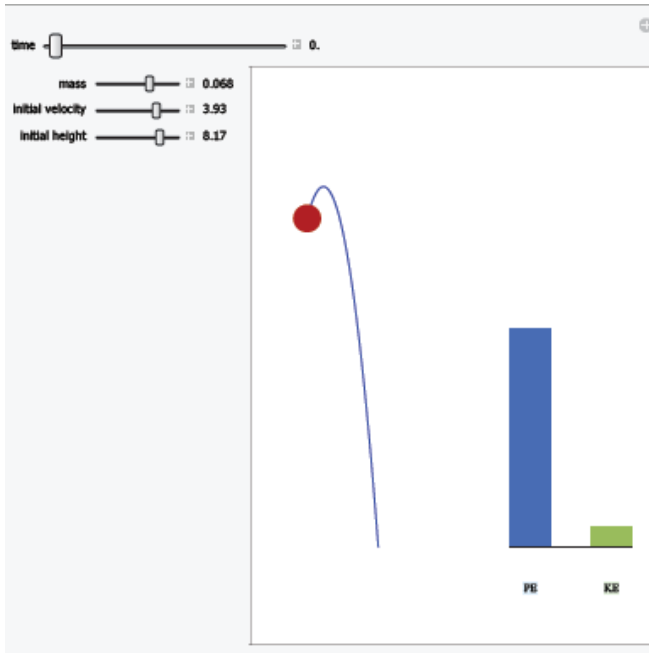 time 0.
mass 0.068
initial velocity 3.93
initial height 8.17
PE KE